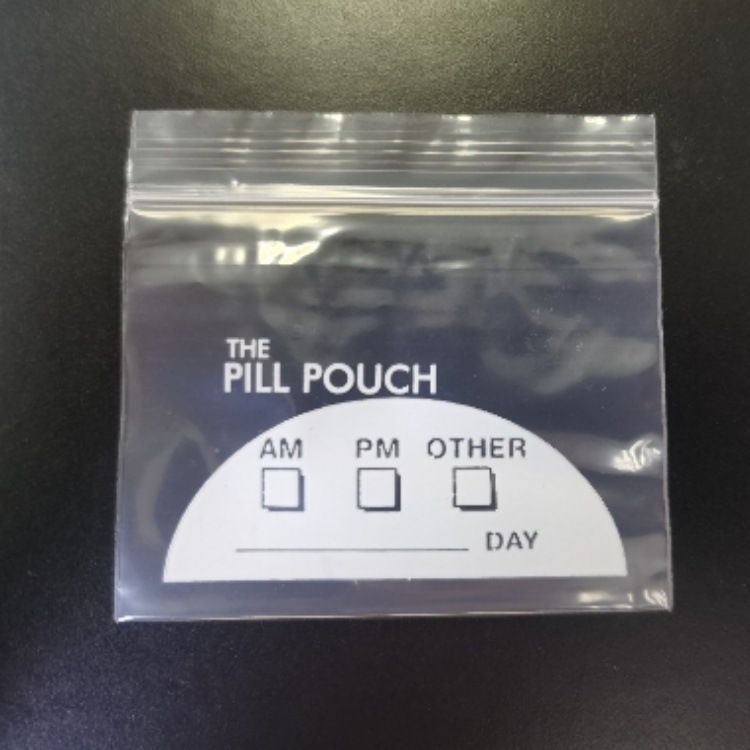 THE
PILL POUCH
AM PM OTHER
DAY